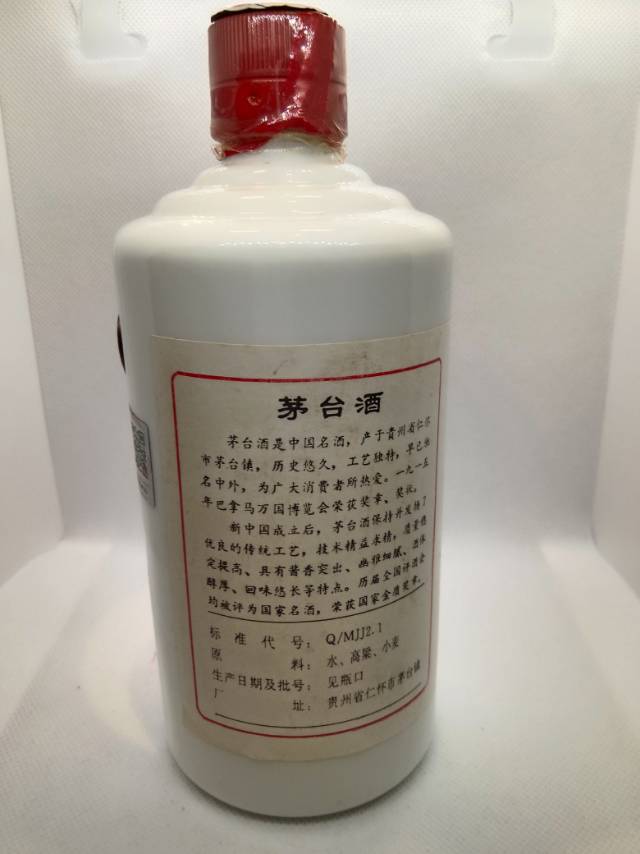 茅台酒
茅台酒是中国名酒，产于贵州省仁怀
市茅台镇，历史悠久，工艺独特，早已驰
名中外，为广大消费者所热爱。一九一五
年巴拿马万国博览会荣获奖章、奖状。
新中国成立后，茅台酒保持并发扬了
优良的传统工艺，技术精益求精，质量稳
定提高、具有酱香突出、幽雅细腻、酒体
醇厚、回味悠长等特点。历届全国评酒会
均被评为国家名酒，荣获国家金质奖章。
标准代号：Q/MJJ2.1
原料：水、高粱、小麦
生产日期及批号：见瓶口
厂址：贵州省仁怀市茅台镇